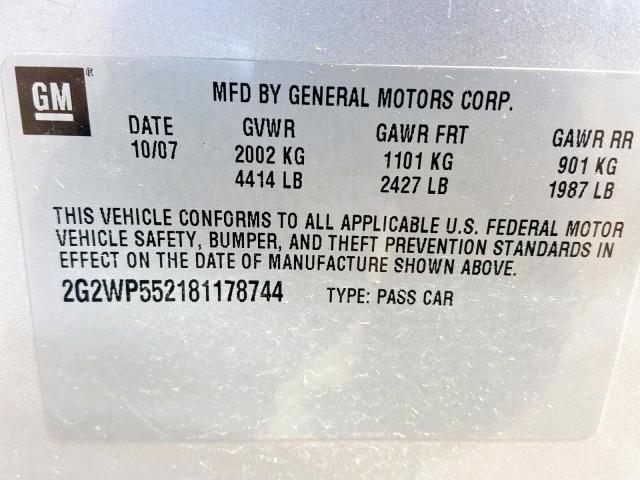 GM ®
MFD BY GENERAL MOTORS CORP.
DATE GVWR GAWR FRT GAWR RR
10/07 2002 KG 1101 KG 901 KG
4414 LB 2427 LB 1987 LB
THIS VEHICLE CONFORMS TO ALL APPLICABLE U.S. FEDERAL MOTOR
VEHICLE SAFETY, BUMPER, AND THEFT PREVENTION STANDARDS IN
EFFECT ON THE DATE OF MANUFACTURE SHOWN ABOVE.
2G2WP552181178744 TYPE: PASS CAR